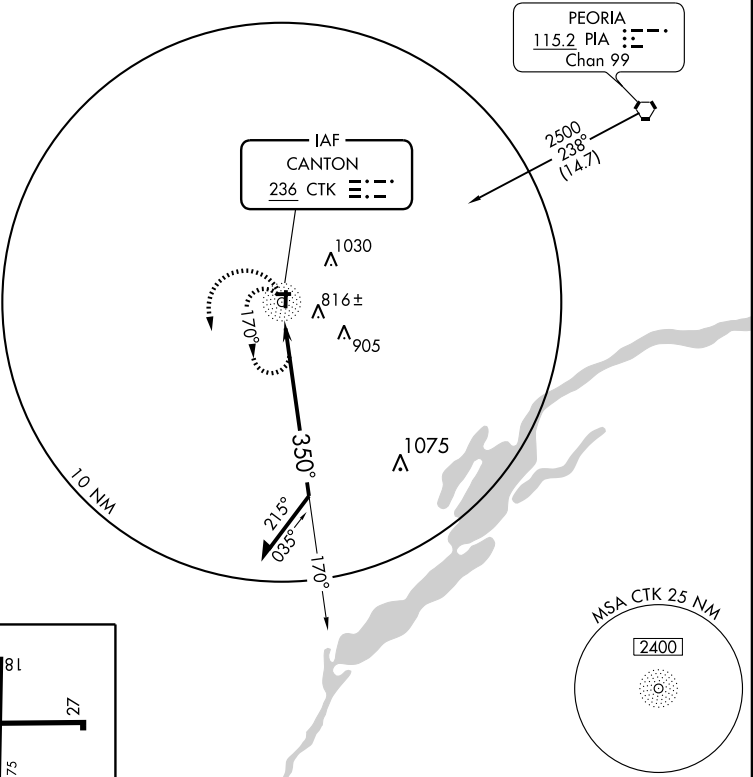 PEORIA
115.2 PIA
Chan 99
2500
238°
(14.7)
IAF
CANTON
236 CTK
1030
816±
905
170°
350°
1075
10 NM
215°
035°
170°
MSA CTK 25 NM
2400
18
27
75